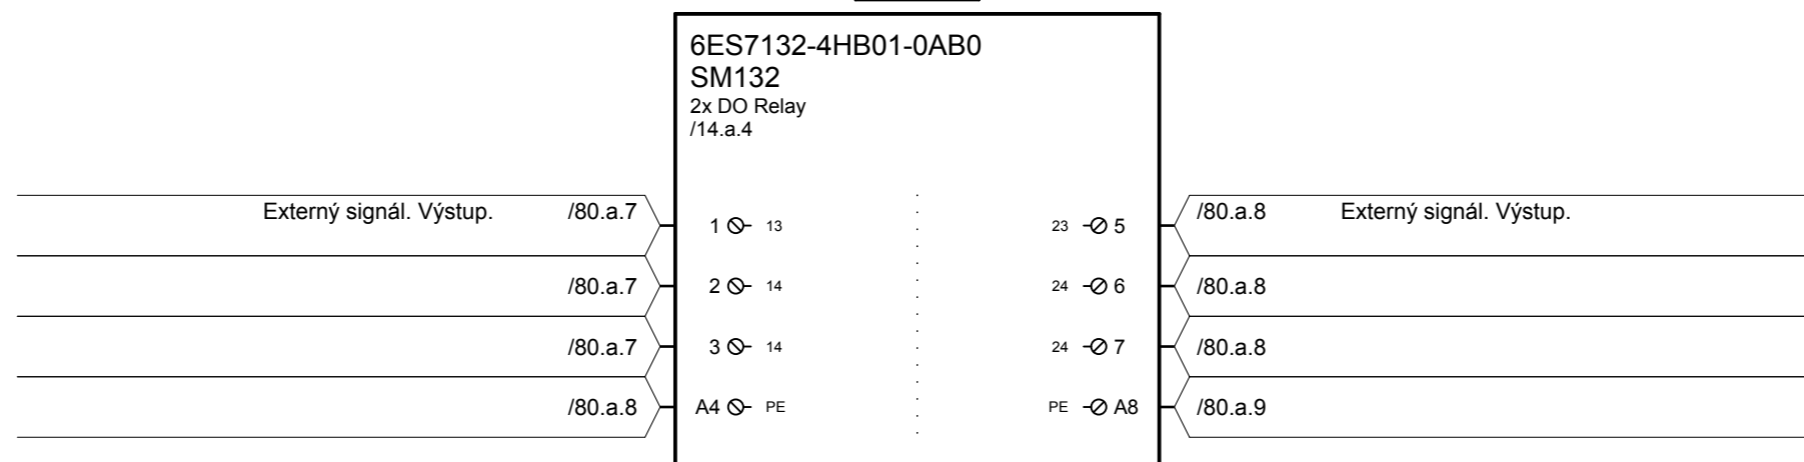 6ES7132-4HB01-0AB0
SM132
2x DO Relay
/14.a.4
Externý signál. Výstup. /80.a.7 1 13 23 5 /80.a.8 Externý signál. Výstup.
/80.a.7 2 14 24 6 /80.a.8
/80.a.7 3 14 24 7 /80.a.8
/80.a.8 A4 PE PE A8 /80.a.9